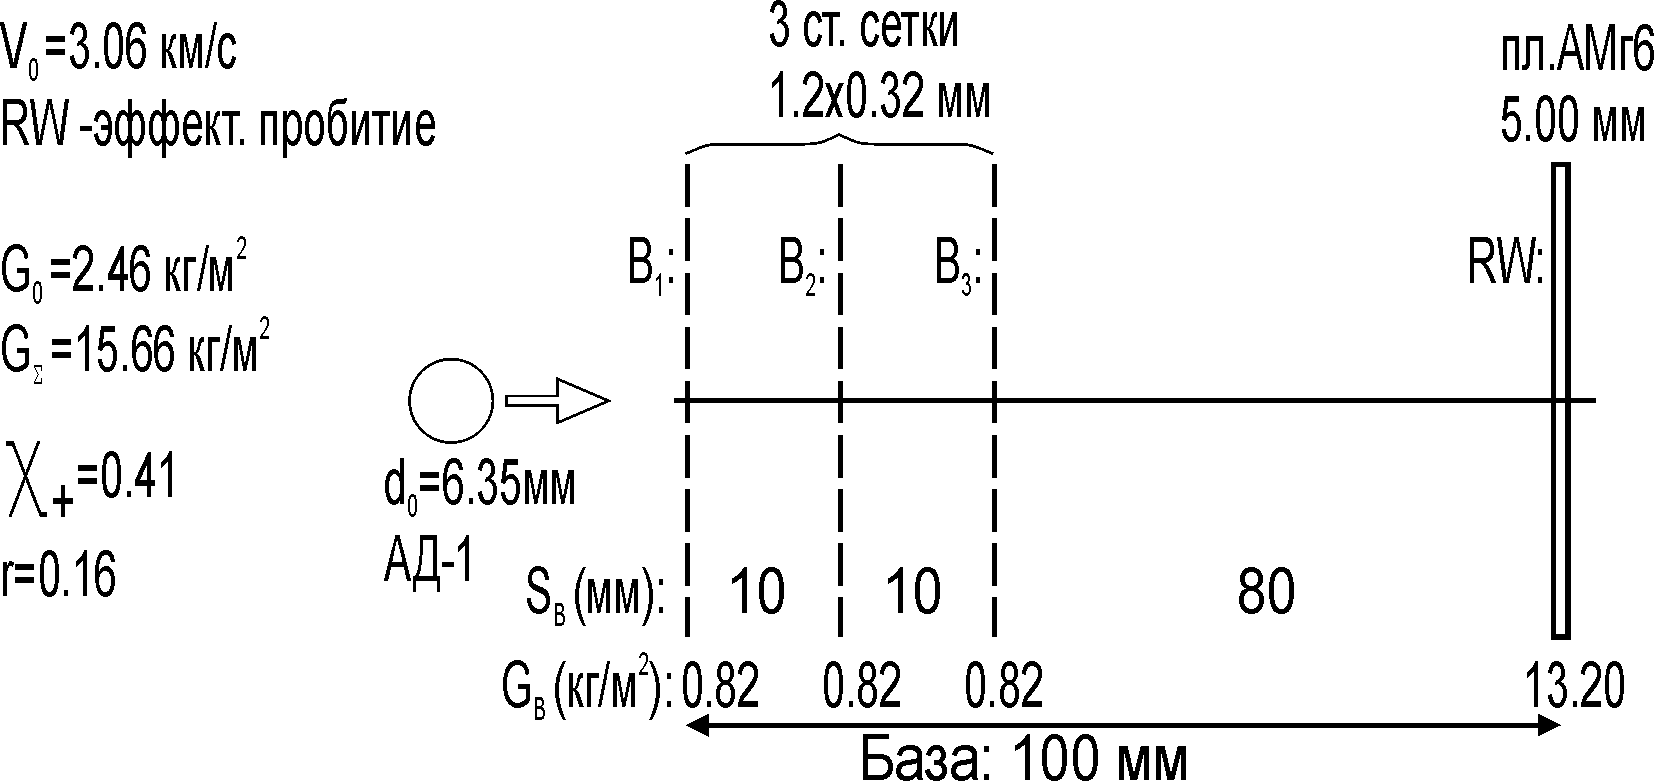 V₀=3.06 км/с
RW -эффект. пробитие
G₀=2.46 кг/м²
G_Σ=15.66 кг/м²
χ₊=0.41
r=0.16
d₀=6.35мм
АД-1
3 ст. сетки
1.2x0.32 мм
пл.АМг6
5.00 мм
B₁: B₂: B₃: RW:
S_B (мм): 10 10 80
G_B (кг/м²): 0.82 0.82 0.82 13.20
База: 100 мм